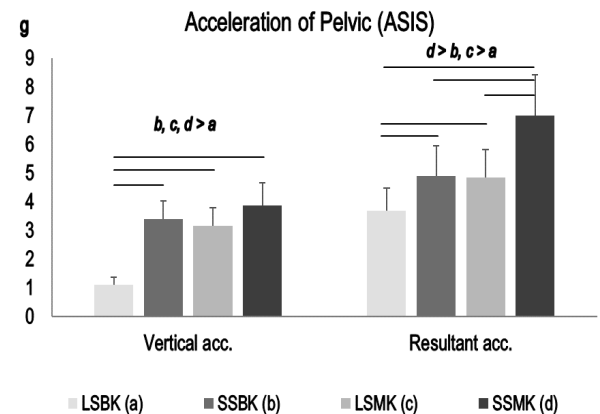 g
Acceleration of Pelvic (ASIS)
9
8
7
6
5
4
3
2
1
0
b, c, d > a
d > b, c > a
Vertical acc.
Resultant acc.
LSBK (a)
SSBK (b)
LSMK (c)
SSMK (d)